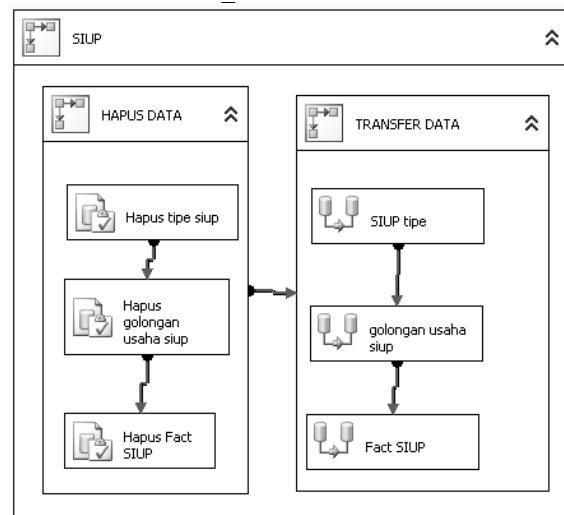 SIUP
HAPUS DATA
Hapus tipe siup
Hapus
golongan
usaha siup
Hapus Fact
SIUP
TRANSFER DATA
SIUP tipe
golongan usaha
siup
Fact SIUP